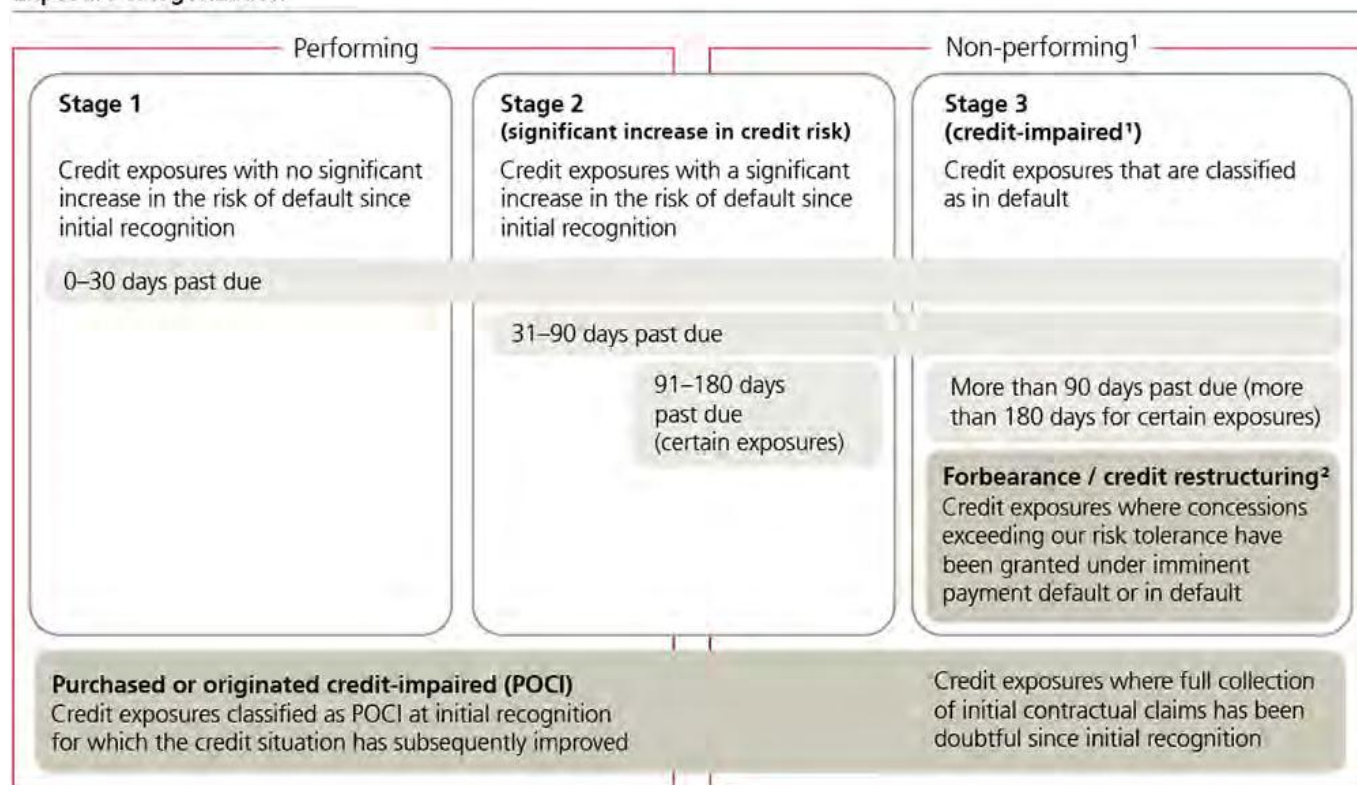 Performing
Non-performing¹
Stage 1
Credit exposures with no significant
increase in the risk of default since
initial recognition
Stage 2
(significant increase in credit risk)
Credit exposures with a significant
increase in the risk of default since
initial recognition
Stage 3
(credit-impaired¹)
Credit exposures that are classified
as in default
0–30 days past due
31–90 days past due
91–180 days
past due
(certain exposures)
More than 90 days past due (more
than 180 days for certain exposures)
Forbearance / credit restructuring²
Credit exposures where concessions
exceeding our risk tolerance have
been granted under imminent
payment default or in default
Purchased or originated credit-impaired (POCI)
Credit exposures classified as POCI at initial recognition
for which the credit situation has subsequently improved
Credit exposures where full collection
of initial contractual claims has been
doubtful since initial recognition